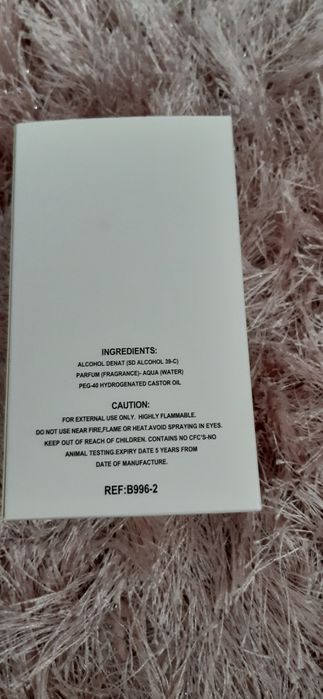 INGREDIENTS:
ALCOHOL DENAT (SD ALCOHOL 39-C)
PARFUM (FRAGRANCE)- AQUA (WATER)
PEG-40 HYDROGENATED CASTOR OIL
CAUTION:
FOR EXTERNAL USE ONLY. HIGHLY FLAMMABLE.
DO NOT USE NEAR FIRE,FLAME OR HEAT.AVOID SPRAYING IN EYES.
KEEP OUT OF REACH OF CHILDREN. CONTAINS NO CFC'S-NO
ANIMAL TESTING.EXPIRY DATE 5 YEARS FROM
DATE OF MANUFACTURE.
REF:B996-2